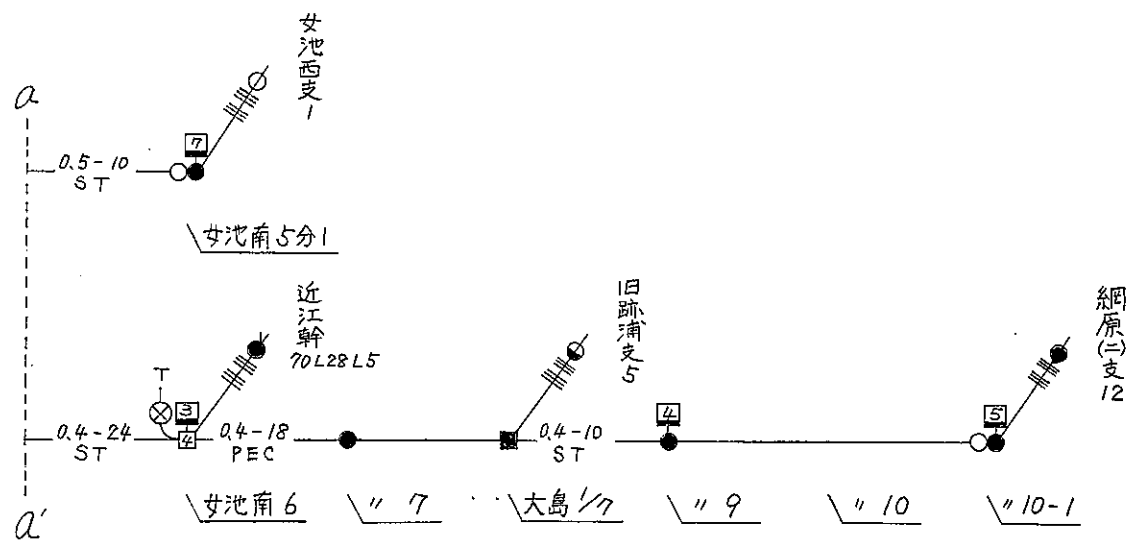 女池西支1
a
7
0.5-10
ST
女池南5分1
近江幹
70L28L5
旧跡浦支5
網原(二)支12
T
3
4
5
0.4-24
ST
4
0.4-18
PEC
0.4-10
ST
女池南6
〃 7
大島1/7
〃 9
〃 10
〃 10-1
a'